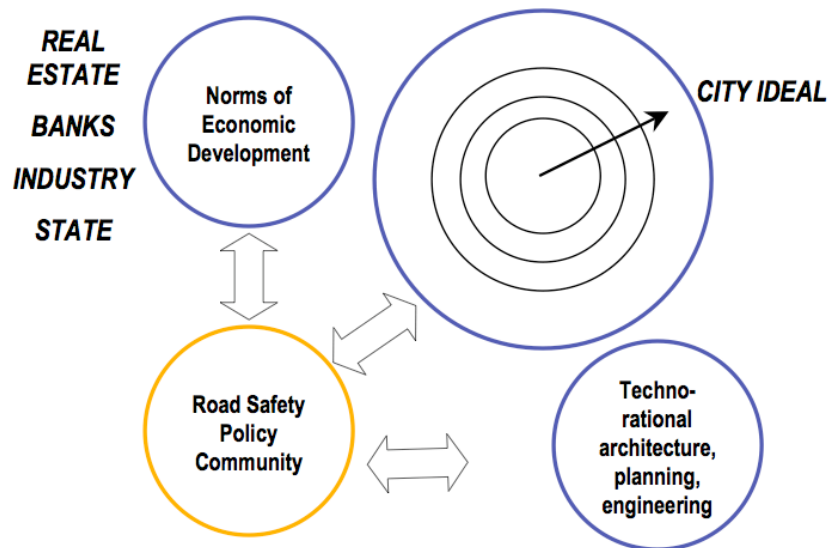 REAL
ESTATE
BANKS
INDUSTRY
STATE
Norms of
Economic
Development
CITY IDEAL
Road Safety
Policy
Community
Techno-
rational
architecture,
planning,
engineering